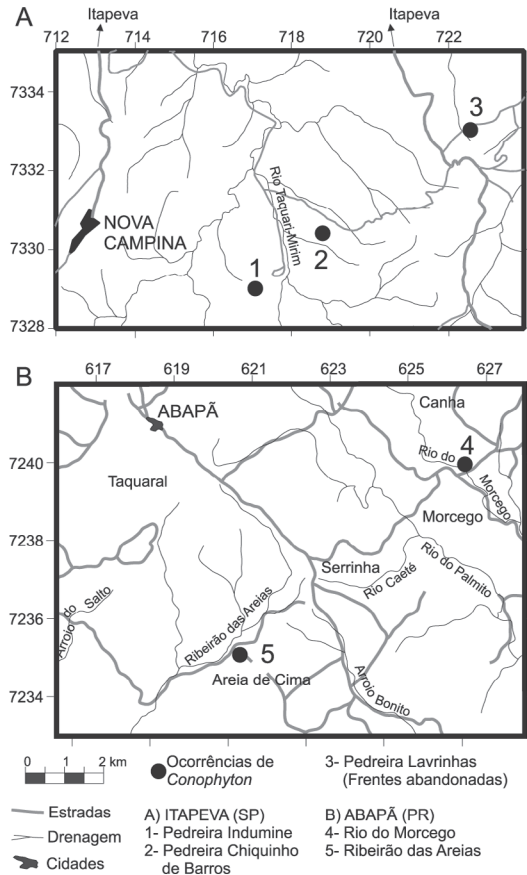 A
Itapeva
Itapeva
712 714 716 718 720 722
7334
7332
7330
7328
3
Rio Taquari-Mirim
NOVA
CAMPINA
2
1
B
617 619 621 623 625 627
7240
7238
7236
7234
ABAPÃ
Canha
4
Rio do
Morcego
Taquaral
Morcego
Serrinha
Rio do Palmito
Rio Caeté
Arroio do Salto
Ribeirão das Areias
5
Areia de Cima
Arroio Bonito
0 1 2 km
Ocorrências de
Conophyton
3- Pedreira Lavrinhas
(Frentes abandonadas)
Estradas
Drenagem
Cidades
A) ITAPEVA (SP)
1- Pedreira Indumine
2- Pedreira Chiquinho
de Barros
B) ABAPÃ (PR)
4- Rio do Morcego
5- Ribeirão das Areias